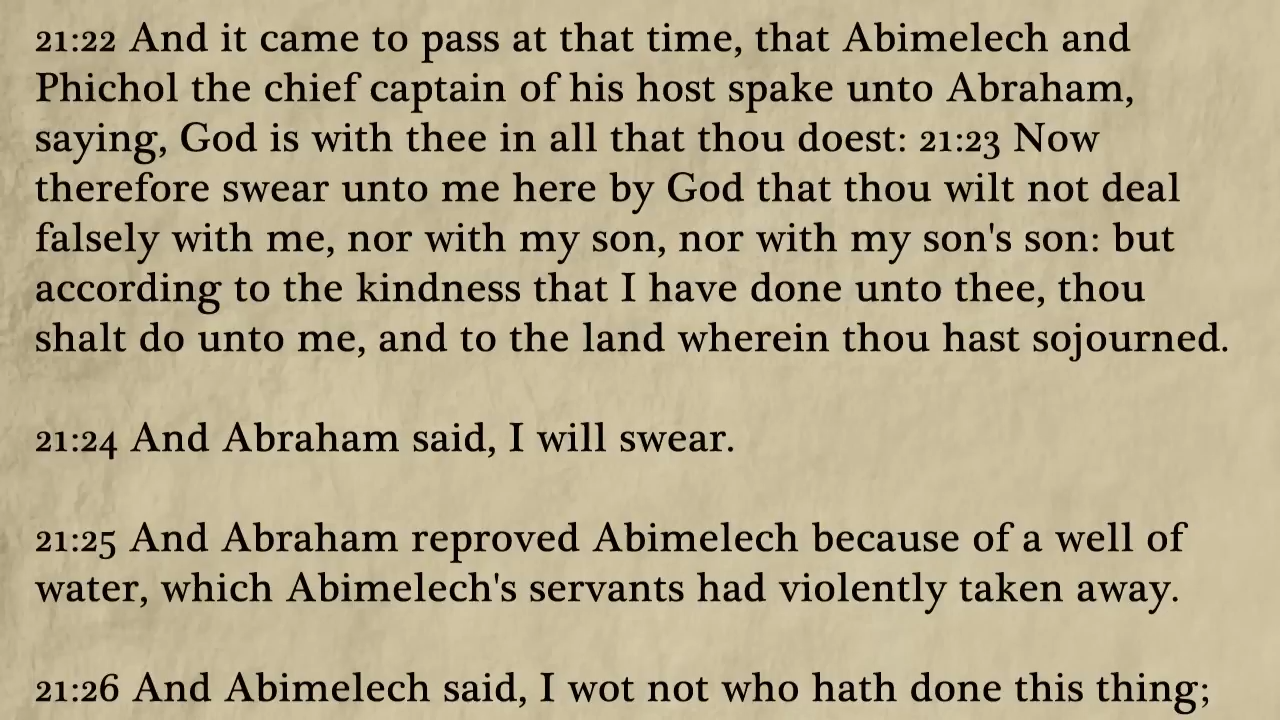 21:22 And it came to pass at that time, that Abimelech and
Phichol the chief captain of his host spake unto Abraham,
saying, God is with thee in all that thou doest: 21:23 Now
therefore swear unto me here by God that thou wilt not deal
falsely with me, nor with my son, nor with my son's son: but
according to the kindness that I have done unto thee, thou
shalt do unto me, and to the land wherein thou hast sojourned.
21:24 And Abraham said, I will swear.
21:25 And Abraham reproved Abimelech because of a well of
water, which Abimelech's servants had violently taken away.
21:26 And Abimelech said, I wot not who hath done this thing;